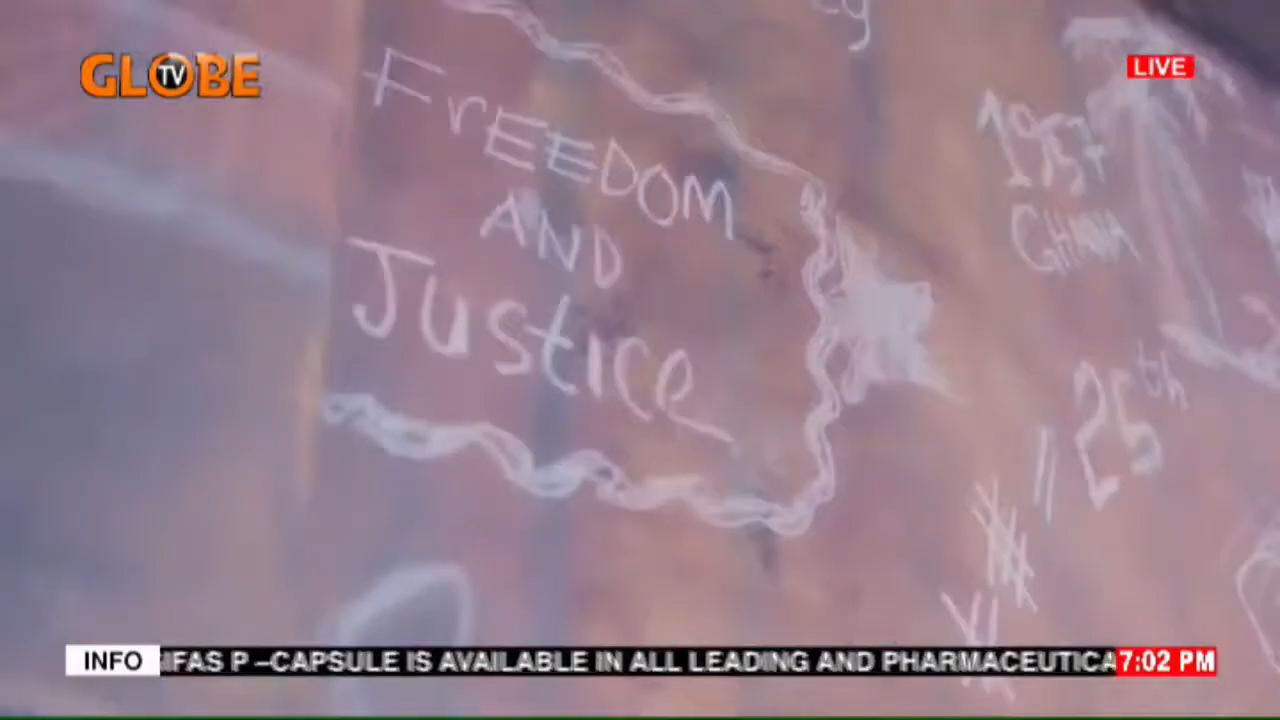 GLOBE
TV
LIVE
FrEEDOM
AND
Justice
1957
GHANA
25th
INFO
IFAS P –CAPSULE IS AVAILABLE IN ALL LEADING AND PHARMACEUTICA
7:02 PM